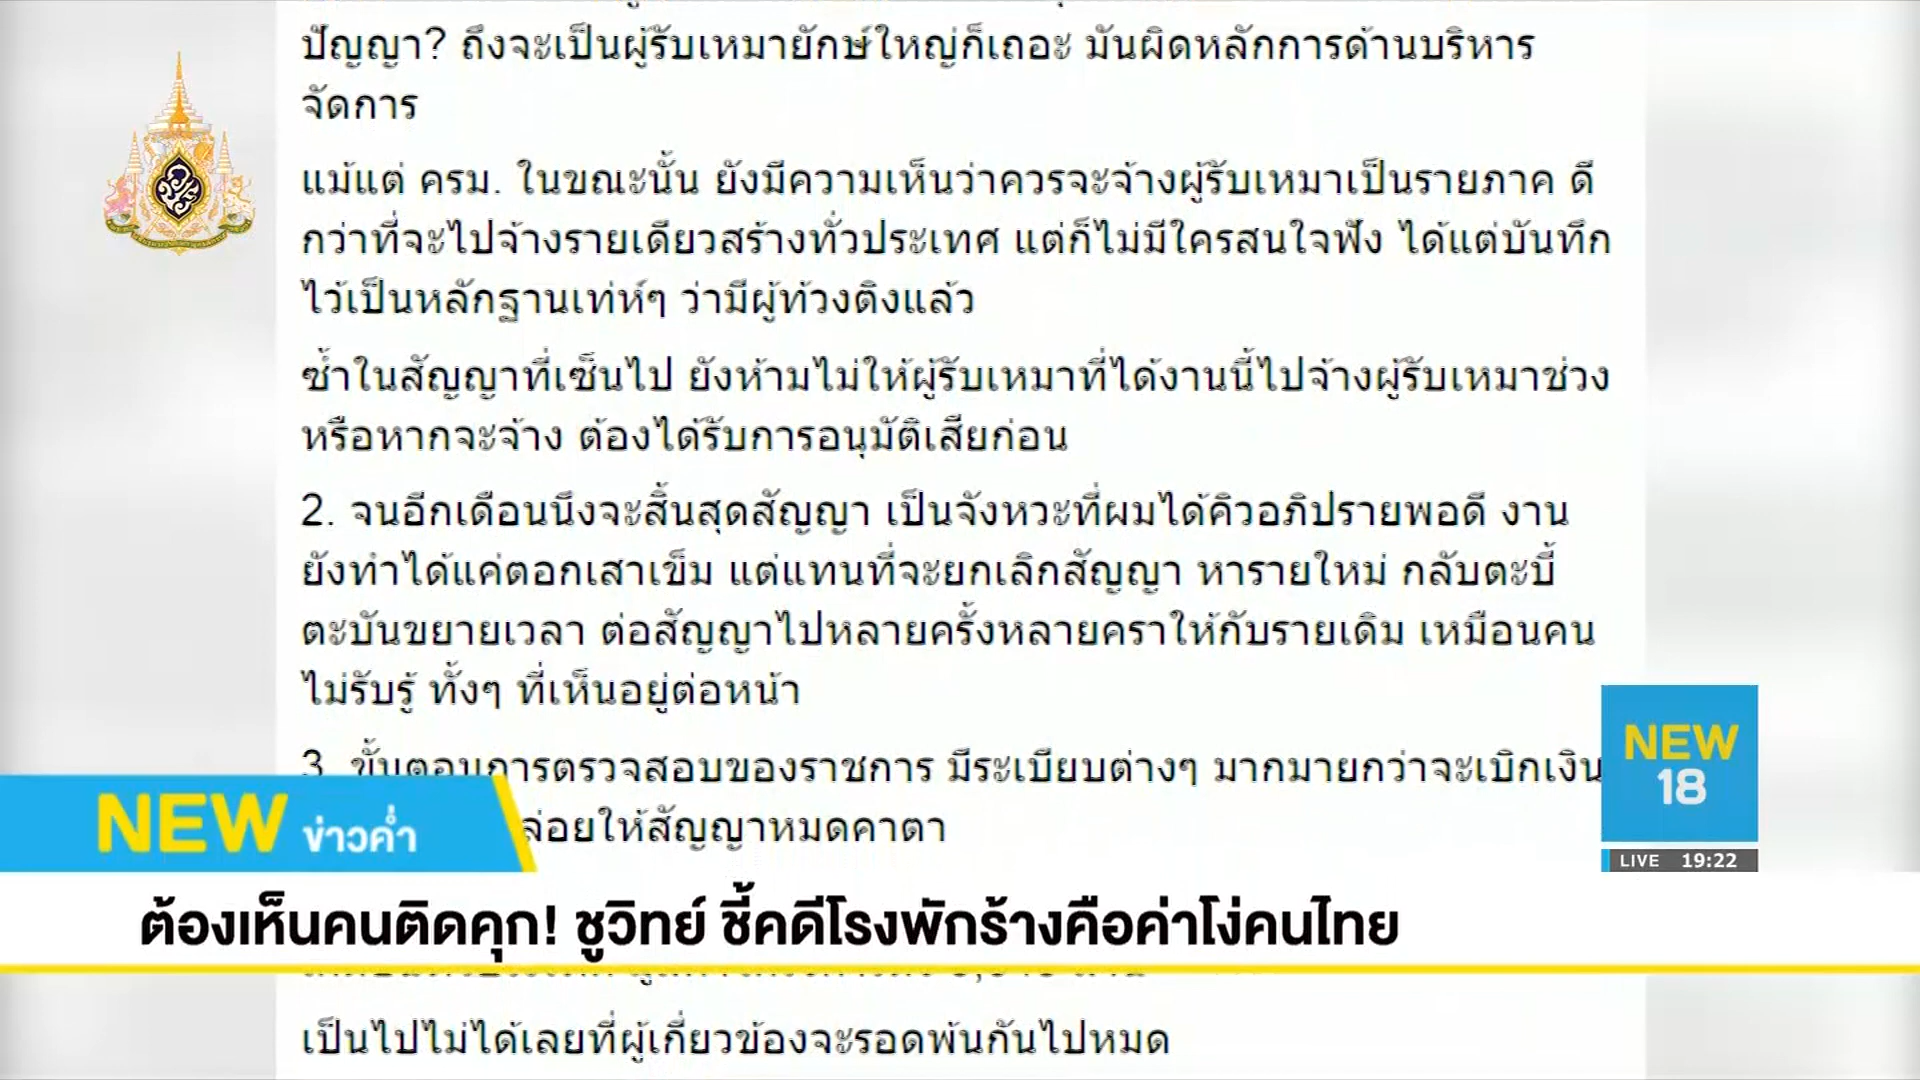 ปัญญา? ถึงจะเป็นผู้รับเหมายักษ์ใหญ่ก็เถอะ มันผิดหลักการด้านบริหาร
จัดการ
แม้แต่ ครม. ในขณะนั้น ยังมีความเห็นว่าควรจะจ้างผู้รับเหมาเป็นรายภาค ดี
กว่าที่จะไปจ้างรายเดียวสร้างทั่วประเทศ แต่ก็ไม่มีใครสนใจฟัง ได้แต่บันทึก
ไว้เป็นหลักฐานเท่ห์ๆ ว่ามีผู้ท้วงติงแล้ว
ซ้ำในสัญญาที่เซ็นไป ยังห้ามไม่ให้ผู้รับเหมาที่ได้งานนี้ไปจ้างผู้รับเหมาช่วง
หรือหากจะจ้าง ต้องได้รับการอนุมัติเสียก่อน
2. จนอีกเดือนนึงจะสิ้นสุดสัญญา เป็นจังหวะที่ผมได้คิวอภิปรายพอดี งาน
ยังทำได้แค่ตอกเสาเข็ม แต่แทนที่จะยกเลิกสัญญา หารายใหม่ กลับตะบี้
ตะบันขยายเวลา ต่อสัญญาไปหลายครั้งหลายคราให้กับรายเดิม เหมือนคน
ไม่รับรู้ ทั้งๆ ที่เห็นอยู่ต่อหน้า
3. ขั้นตอนการตรวจสอบของราชการ มีระเบียบต่างๆ มากมายกว่าจะเบิกเงิน
ล่อยให้สัญญาหมดคาตา
NEW
18
LIVE 19:22
NEW ข่าวค่ำ
ต้องเห็นคนติดคุก! ชูวิทย์ ชี้คดีโรงพักร้างคือค่าโง่คนไทย
เป็นไปไม่ได้เลยที่ผู้เกี่ยวข้องจะรอดพ้นกันไปหมด